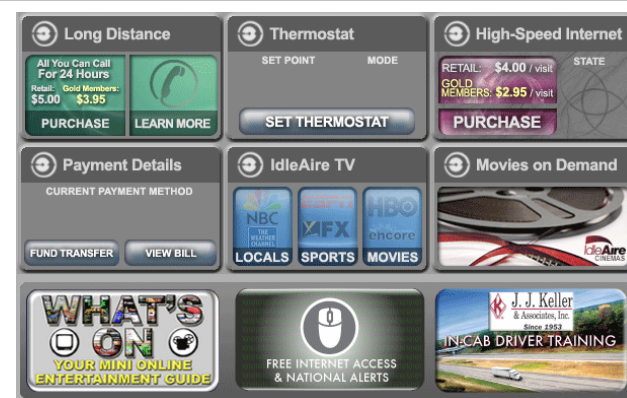 Long Distance
All You Can Call
For 24 Hours
Retail: Gold Members:
$5.00 $3.95
PURCHASE
LEARN MORE
Thermostat
SET POINT MODE
SET THERMOSTAT
High-Speed Internet
RETAIL: $4.00 / visit
GOLD
MEMBERS: $2.95 / visit
STATE
PURCHASE
Payment Details
CURRENT PAYMENT METHOD
FUND TRANSFER
VIEW BILL
IdleAire TV
NBC
THE
WEATHER
CHANNEL
LOCALS
ESPN
FX
SPORTS
HBO
encore
MOVIES
Movies on Demand
IdleAire
CINEMAS
WHAT'S
ON
YOUR MINI ONLINE
ENTERTAINMENT GUIDE
FREE INTERNET ACCESS
& NATIONAL ALERTS
J. J. Keller
& Associates, Inc.
Since 1953
IN-CAB DRIVER TRAINING